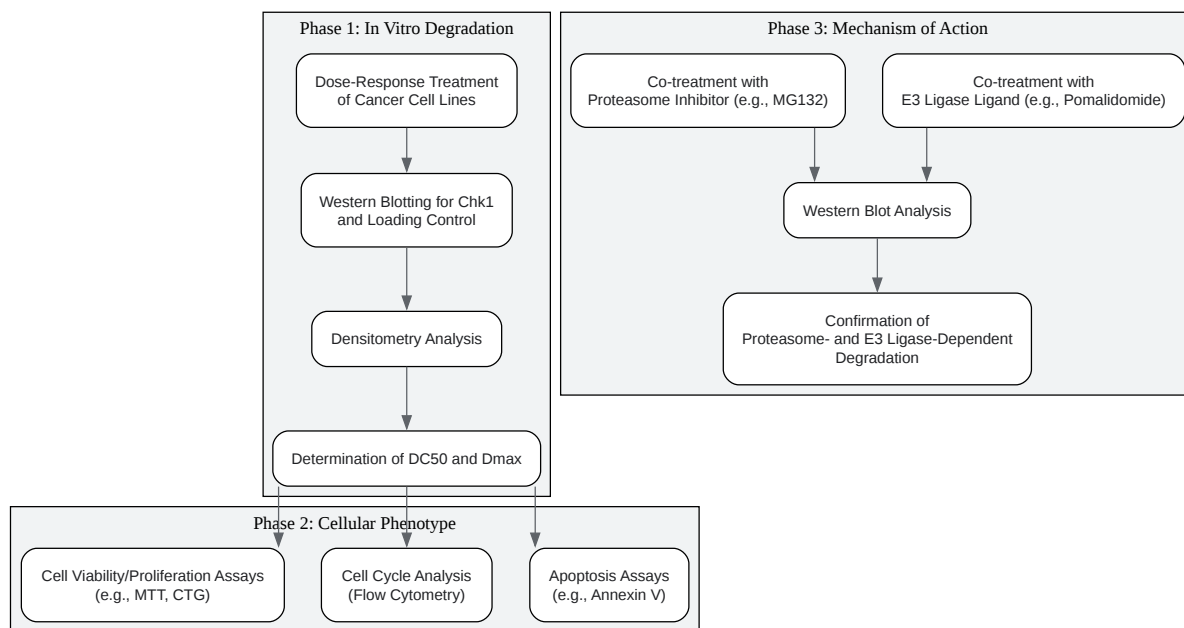 Phase 1: In Vitro Degradation
Dose-Response Treatment
of Cancer Cell Lines
Western Blotting for Chk1
and Loading Control
Densitometry Analysis
Determination of DC50 and Dmax
Phase 2: Cellular Phenotype
Cell Viability/Proliferation Assays
(e.g., MTT, CTG)
Cell Cycle Analysis
(Flow Cytometry)
Apoptosis Assays
(e.g., Annexin V)
Phase 3: Mechanism of Action
Co-treatment with
Proteasome Inhibitor (e.g., MG132)
Co-treatment with
E3 Ligase Ligand (e.g., Pomalidomide)
Western Blot Analysis
Confirmation of
Proteasome- and E3 Ligase-Dependent
Degradation